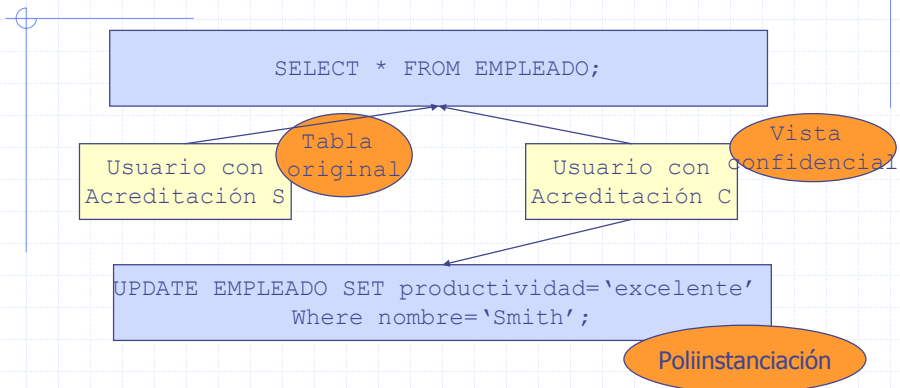 SELECT * FROM EMPLEADO;
Tabla
original
Vista
confidencial
Usuario con
Acreditación S
Usuario con
Acreditación C
UPDATE EMPLEADO SET productividad=‘excelente’
Where nombre=‘Smith’;
Poliinstanciación